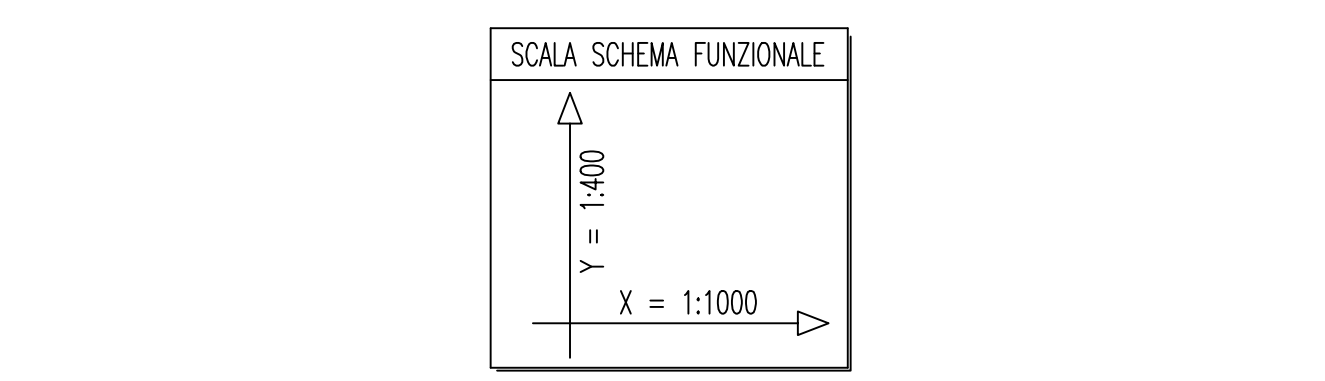 SCALA SCHEMA FUNZIONALE
Y = 1:400
X = 1:1000